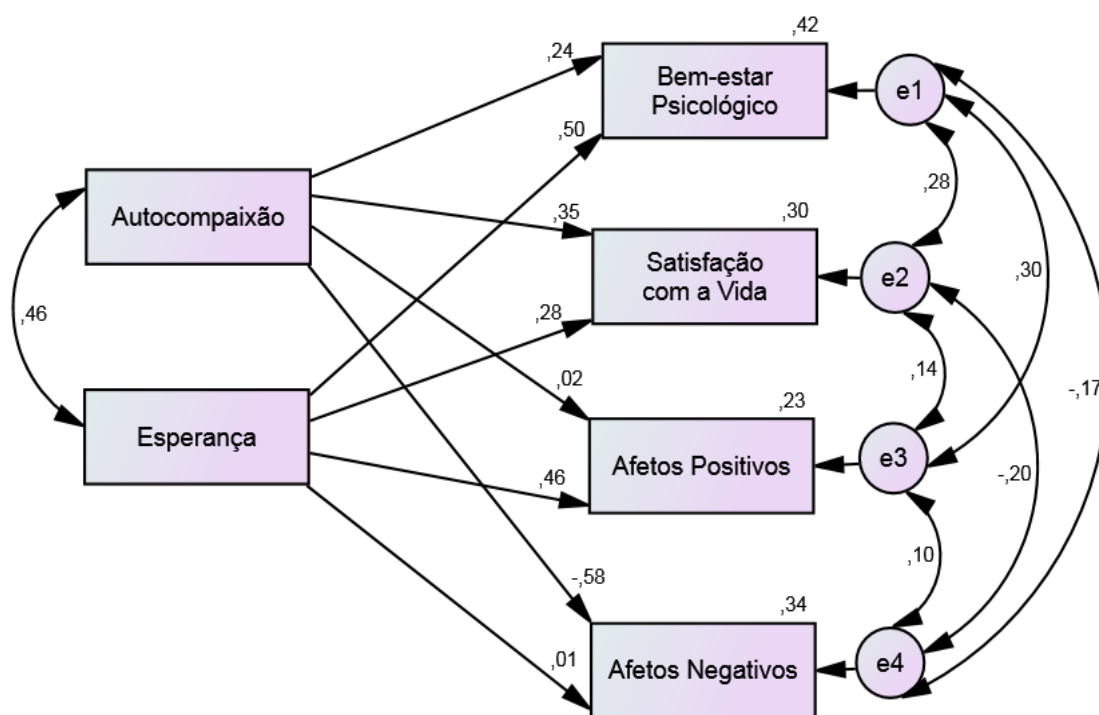 ,42
,24
Bem-estar
Psicológico
e1
,50
,28
Autocompaixão
,35
,30
Satisfação
com a Vida
e2
,30
,46
,28
,14
,02
,23
-,17
Esperança
Afetos Positivos
e3
,46
-,20
,10
-,58
,34
,01
Afetos Negativos
e4